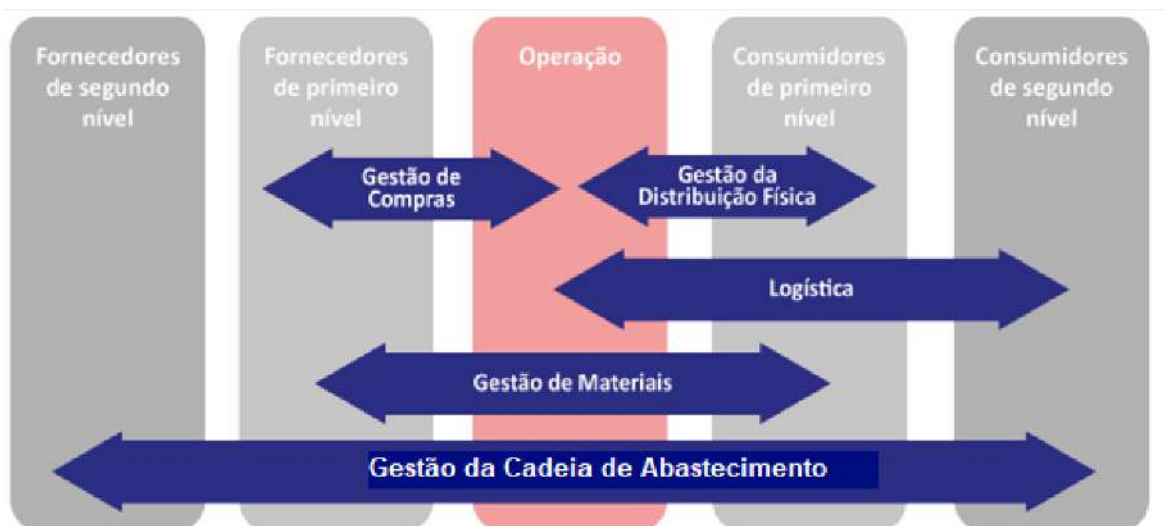 Fornecedores
de segundo
nível
Fornecedores
de primeiro
nível
Operação
Consumidores
de primeiro
nível
Consumidores
de segundo
nível
Gestão de
Compras
Gestão da
Distribuição Física
Logística
Gestão de Materiais
Gestão da Cadeia de Abastecimento